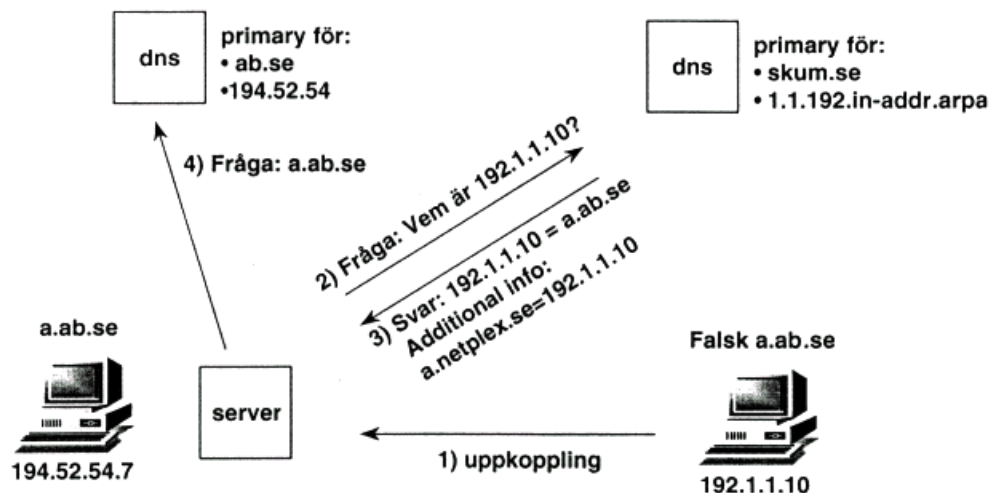 dns
primary för:
• ab.se
•194.52.54
dns
primary för:
• skum.se
• 1.1.192.in-addr.arpa
4) Fråga: a.ab.se
2) Fråga: Vem är 192.1.1.10?
3) Svar: 192.1.1.10 = a.ab.se
Additional info:
a.netplex.se=192.1.1.10
a.ab.se
194.52.54.7
server
1) uppkoppling
Falsk a.ab.se
192.1.1.10